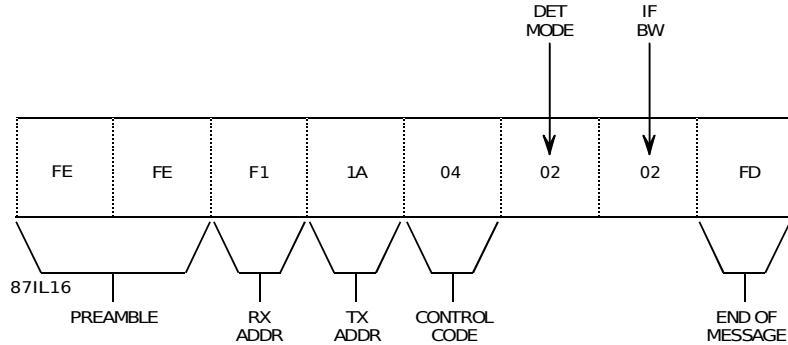 DET MODE
IF BW
FE FE F1 1A 04 02 02 FD
87IL16
PREAMBLE
RX ADDR
TX ADDR
CONTROL CODE
END OF MESSAGE